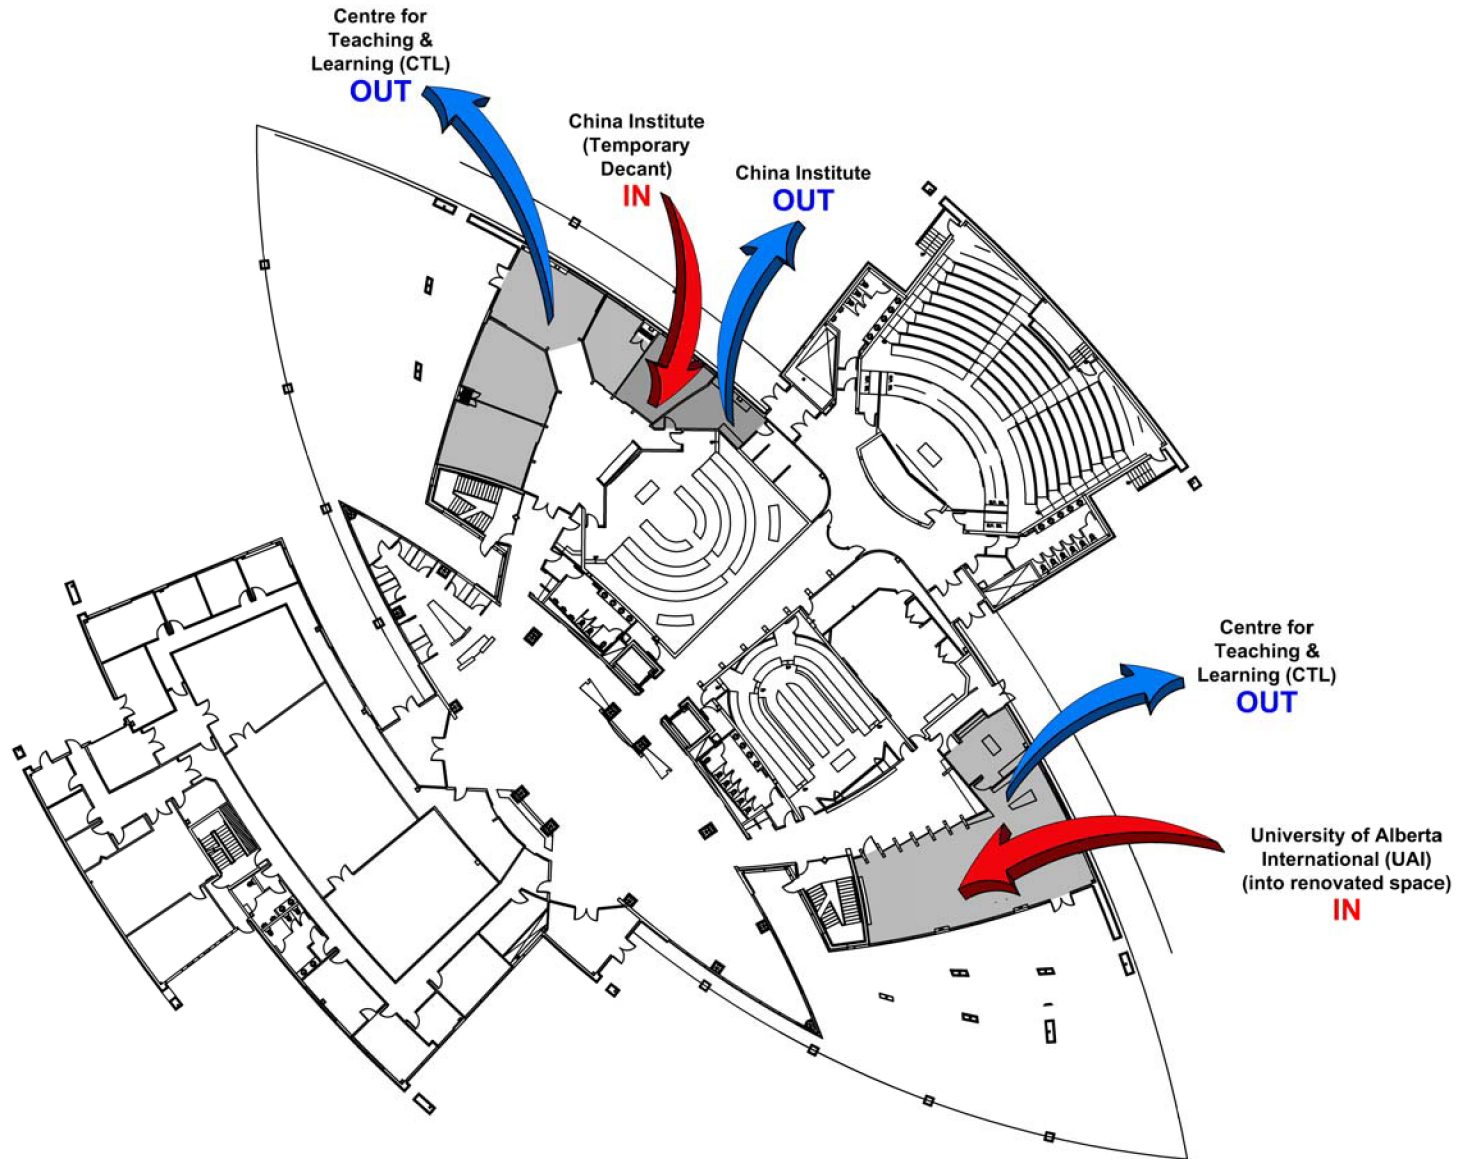 Centre for
Teaching &
Learning (CTL)
OUT
China Institute
(Temporary
Decant)
IN
China Institute
OUT
Centre for
Teaching &
Learning (CTL)
OUT
University of Alberta
International (UAI)
(into renovated space)
IN